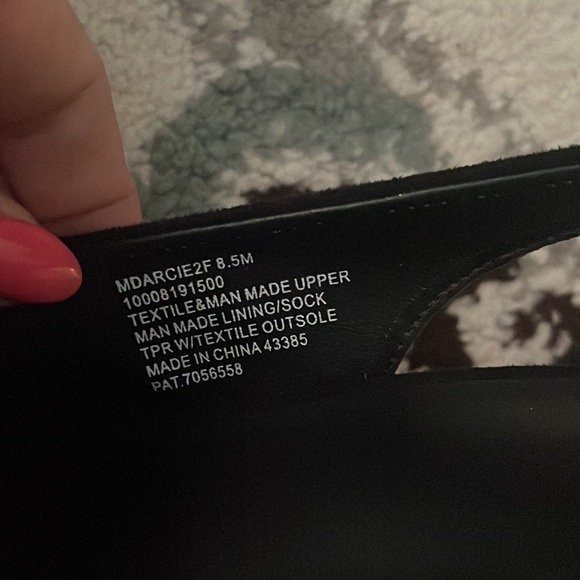 MDARCIE2F 8.5M
10008191500
TEXTILE&MAN MADE UPPER
MAN MADE LINING/SOCK
TPR W/TEXTILE OUTSOLE
MADE IN CHINA 43385
PAT.7056558